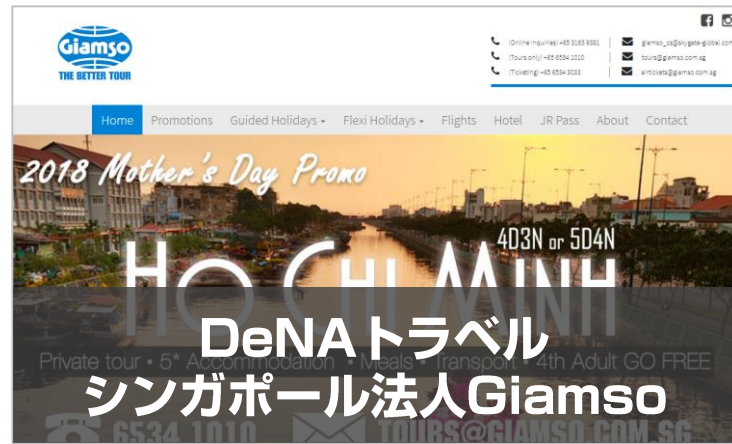 Giamso
THE BETTER TOUR
(Online Inquiries) +65 3163 9381
giamso_cs@skygate-global.com
(Tours only) +65 6534 1010
tours@giamso.com.sg
(Ticketing) +65 6534 3033
airtickets@giamso.com.sg
Home Promotions Guided Holidays Flexi Holidays Flights Hotel JR Pass About Contact
2018 Mother's Day Promo
4D3N or 5D4N
HO CHI MINH
DeNAトラベル
Private tour • 5* Accommodation • Meals • Transport • 4th Adult GO FREE
シンガポール法人Giamso
6534 1010 TOURS@GIAMSO.COM.SG